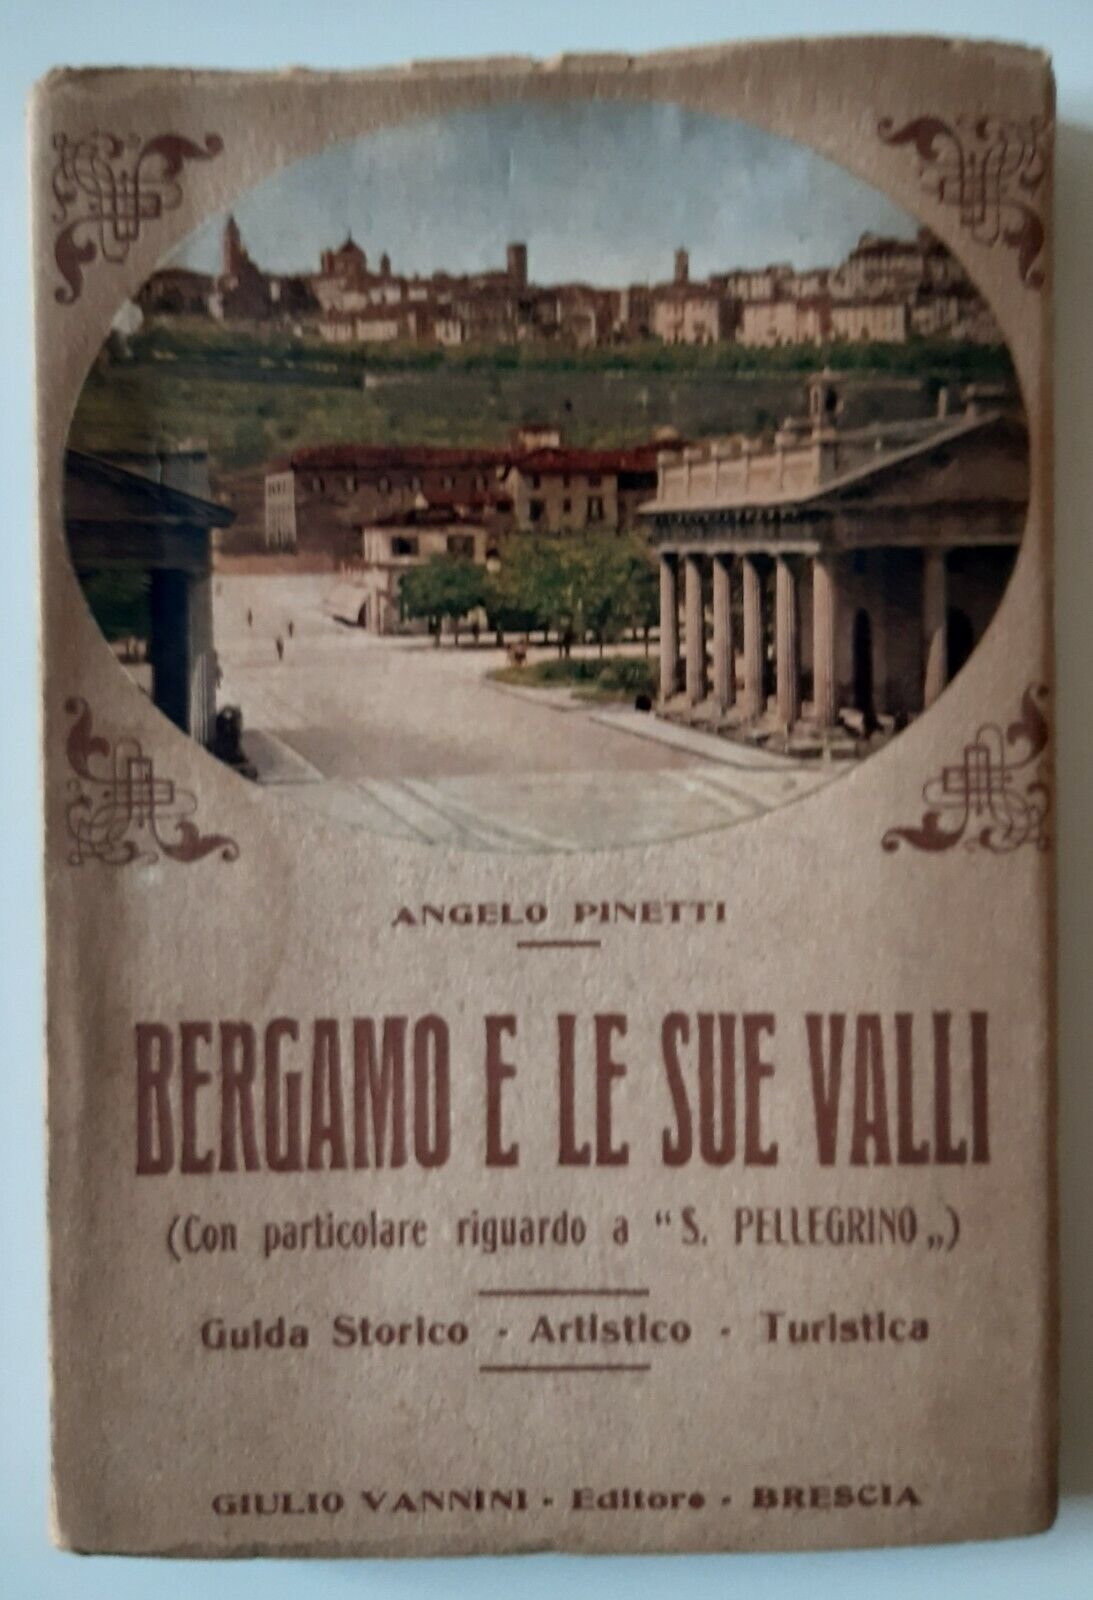 ANGELO PINETTI
BERGAMO E LE SUE VALLI
(Con particolare riguardo a “S. PELLEGRINO„)
Guida Storico - Artistico - Turistica
GIULIO VANNINI - Editore - BRESCIA